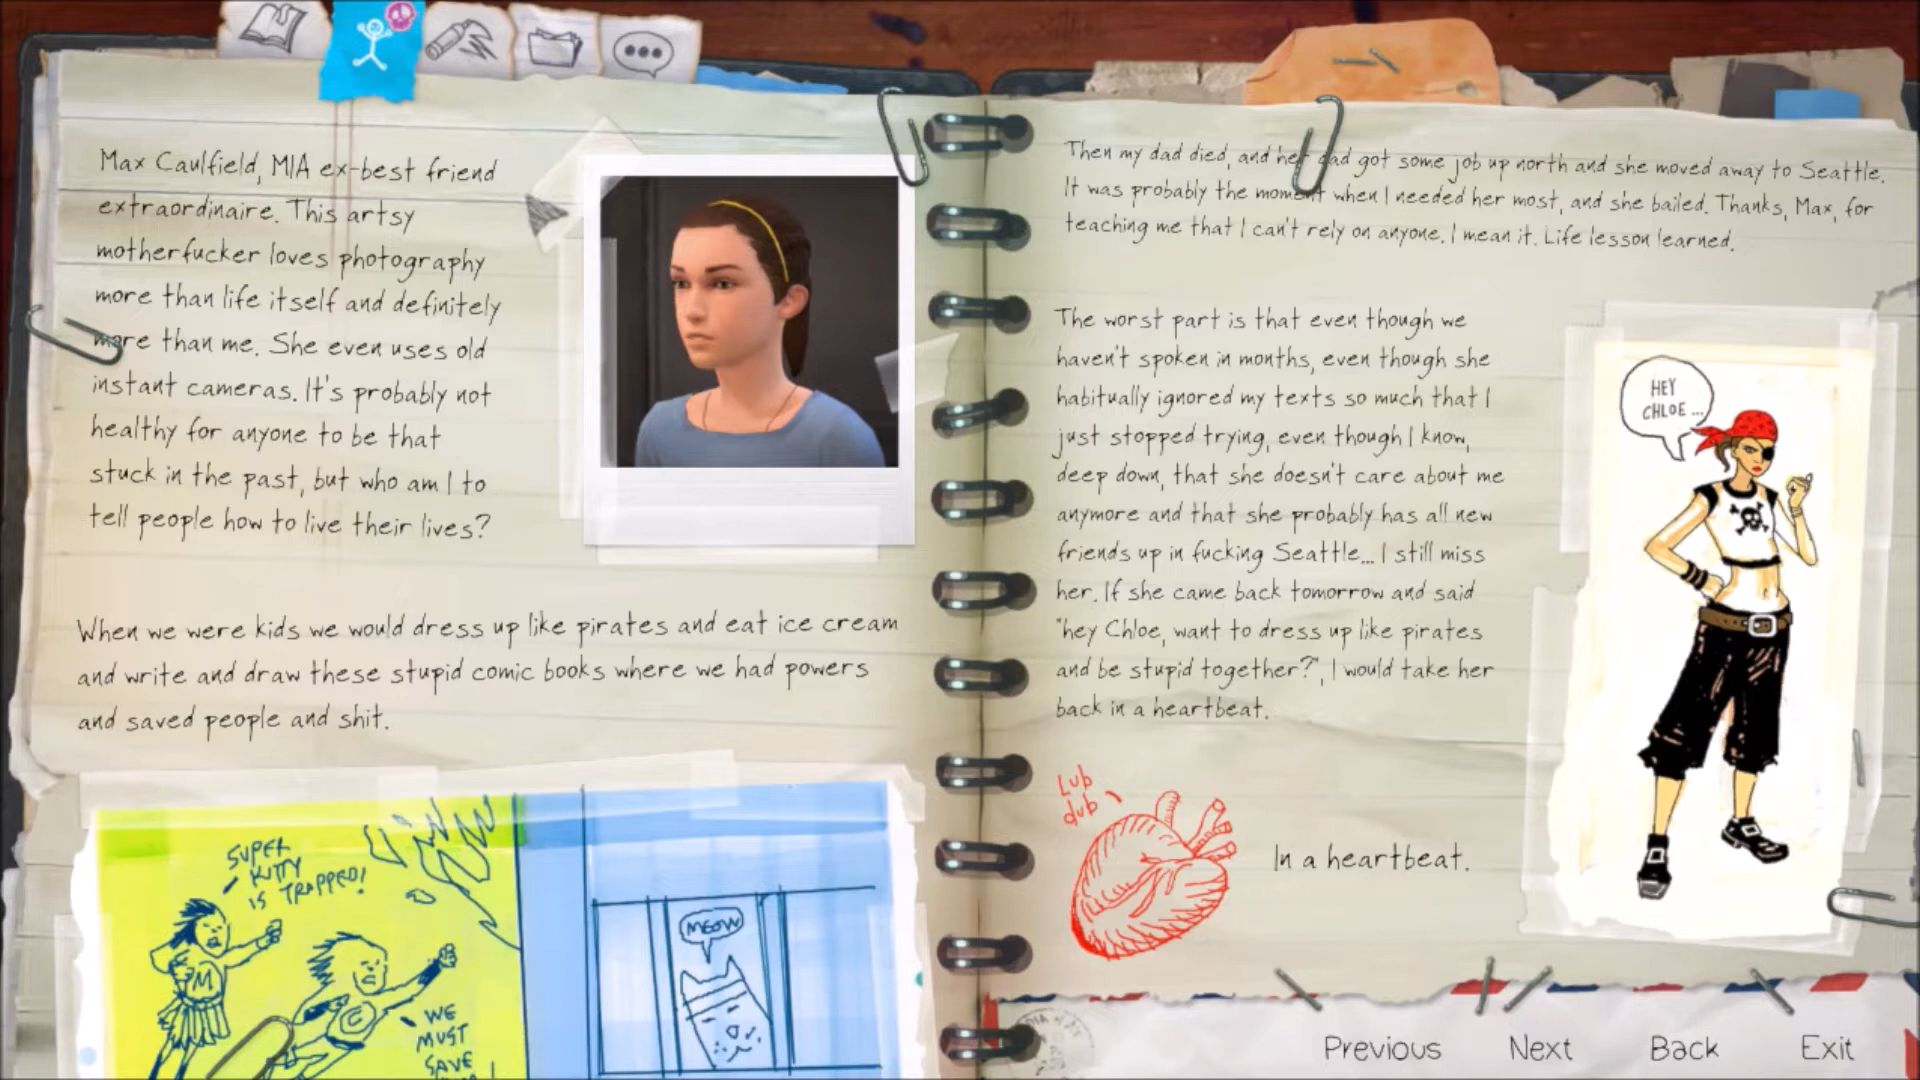 Max Caulfield, MIA ex-best friend
extraordinaire. This artsy
motherfucker loves photography
more than life itself and definitely
more than me. She even uses old
instant cameras. It's probably not
healthy for anyone to be that
stuck in the past, but who am I to
tell people how to live their lives?
When we were kids we would dress up like pirates and eat ice cream
and write and draw these stupid comic books where we had powers
and saved people and shit.
SUPER
KITTY
IS TRAPPED!
M
C
WE
MUST
SAVE
MEOW
Then my dad died, and her dad got some job up north and she moved away to Seattle.
It was probably the moment when I needed her most, and she bailed. Thanks, Max, for
teaching me that I can't rely on anyone. I mean it. Life lesson learned.
The worst part is that even though we
haven't spoken in months, even though she
habitually ignored my texts so much that I
just stopped trying, even though I know,
deep down, that she doesn't care about me
anymore and that she probably has all new
friends up in fucking Seattle... I still miss
her. If she came back tomorrow and said
"hey Chloe, want to dress up like pirates
and be stupid together?", I would take her
back in a heartbeat.
HEY
CHLOE...
Lub
dub
In a heartbeat.
Previous Next Back Exit